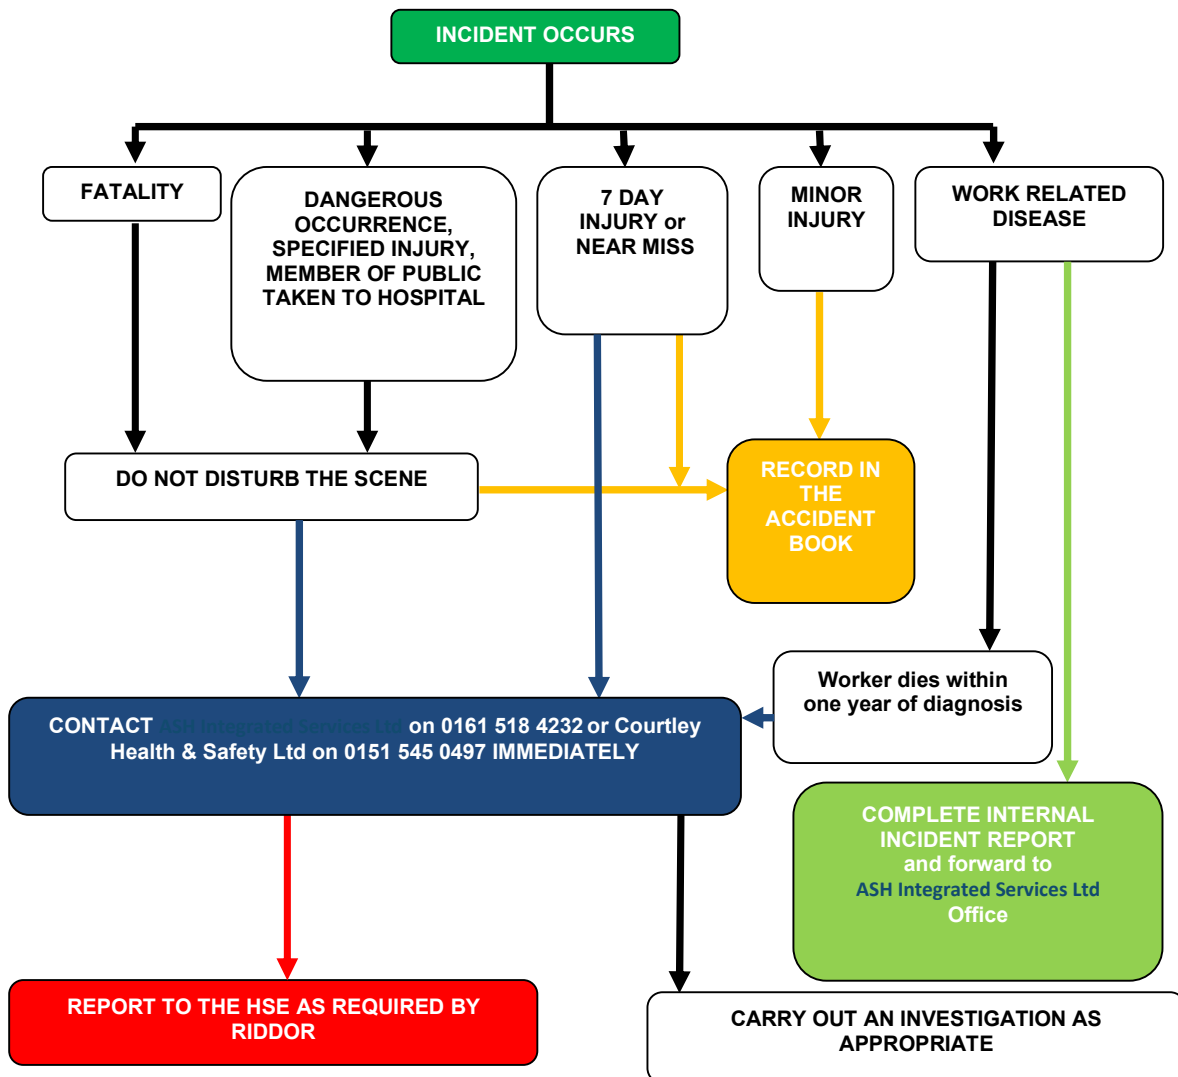 INCIDENT OCCURS
FATALITY
DANGEROUS
OCCURRENCE,
SPECIFIED INJURY,
MEMBER OF PUBLIC
TAKEN TO HOSPITAL
7 DAY
INJURY or
NEAR MISS
MINOR
INJURY
WORK RELATED
DISEASE
DO NOT DISTURB THE SCENE
RECORD IN
THE
ACCIDENT
BOOK
Worker dies within
one year of diagnosis
CONTACT ASH Integrated Services Ltd on 0161 518 4232 or Courtley
Health & Safety Ltd on 0151 545 0497 IMMEDIATELY
COMPLETE INTERNAL
INCIDENT REPORT
and forward to
ASH Integrated Services Ltd
Office
REPORT TO THE HSE AS REQUIRED BY
RIDDOR
CARRY OUT AN INVESTIGATION AS
APPROPRIATE